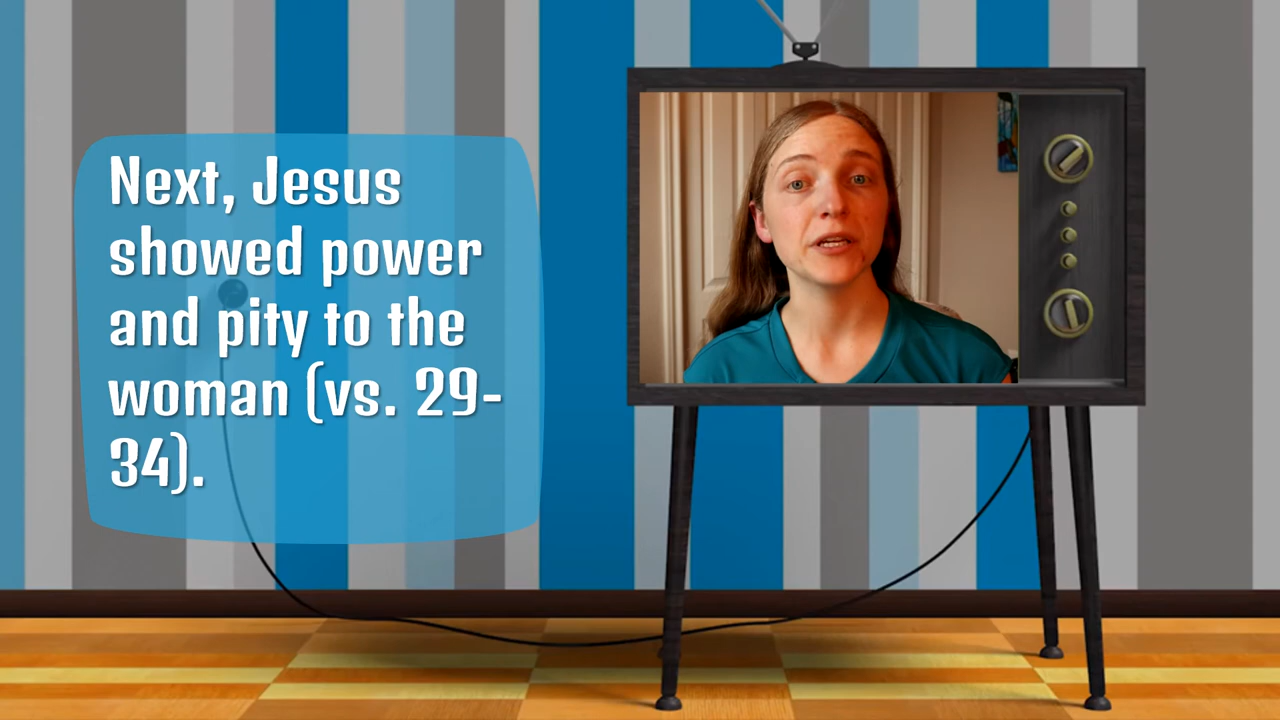 Next, Jesus
showed power
and pity to the
woman (vs. 29-
34).